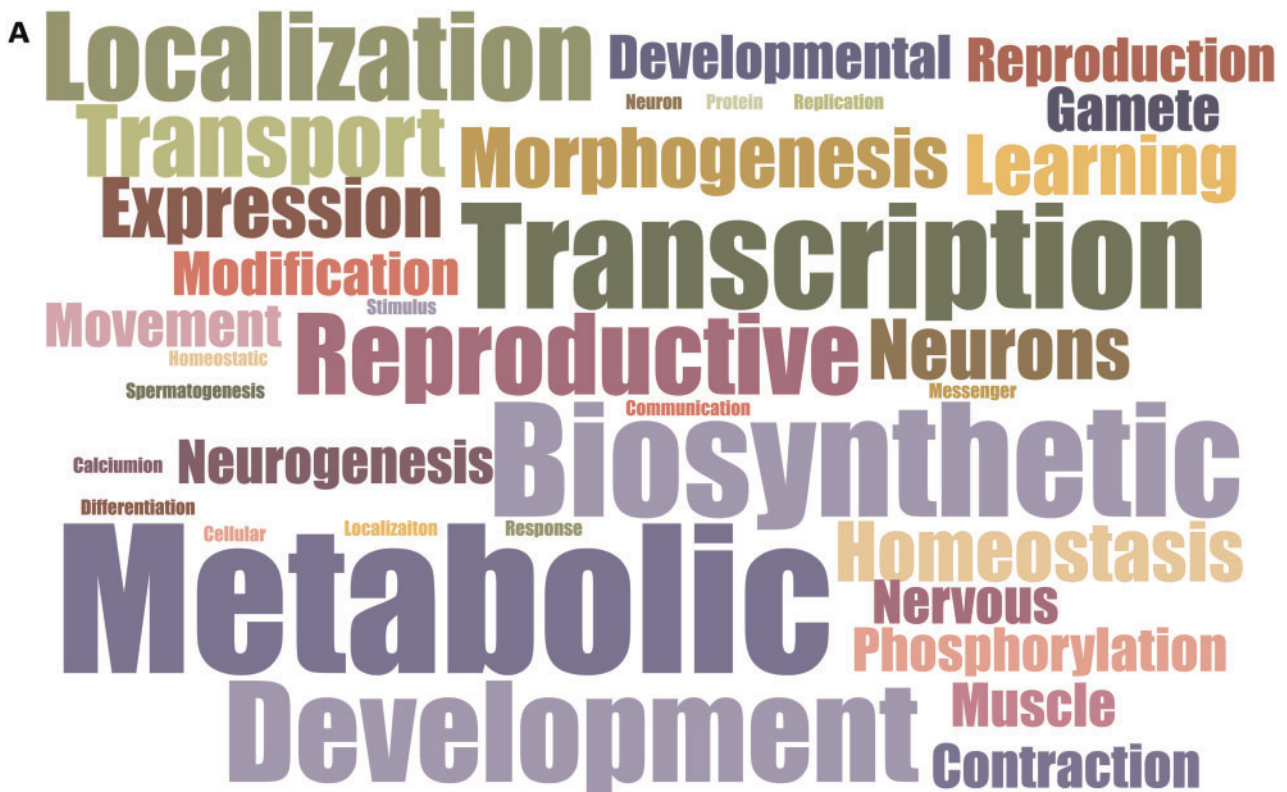 A
Localization
Developmental
Reproduction
Neuron Protein Replication
Gamete
Transport
Morphogenesis
Learning
Expression
Transcription
Modification
Stimulus
Movement
Reproductive
Neurons
Homeostatic
Spermatogenesis
Messenger
Communication
Biosynthetic
Calciumion
Neurogenesis
Differentiation
Cellular
Localizaiton
Response
Metabolic
Homeostasis
Nervous
Phosphorylation
Development
Muscle
Contraction